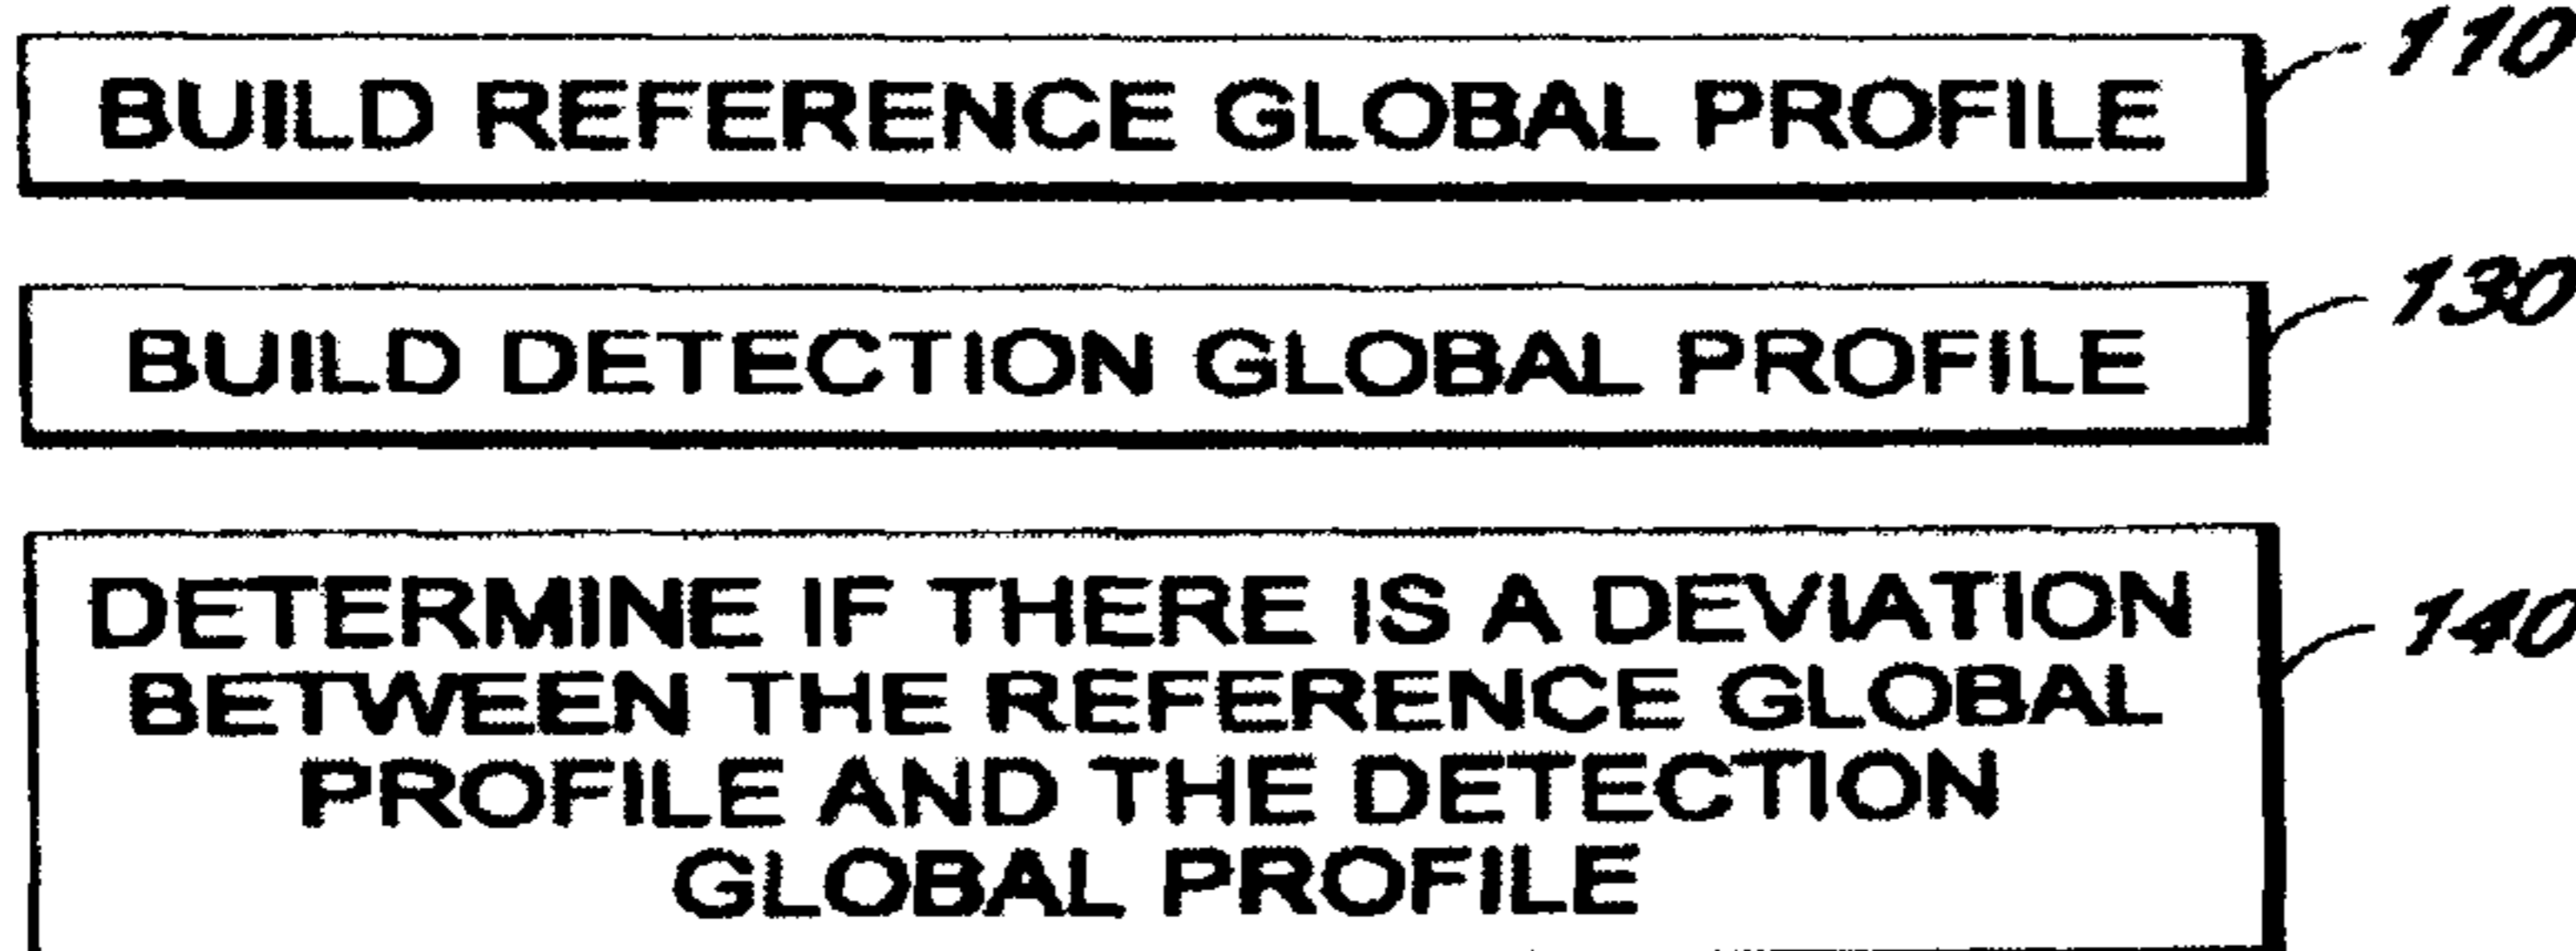 BUILD REFERENCE GLOBAL PROFILE 110
BUILD DETECTION GLOBAL PROFILE 130
DETERMINE IF THERE IS A DEVIATION
BETWEEN THE REFERENCE GLOBAL 140
PROFILE AND THE DETECTION
GLOBAL PROFILE